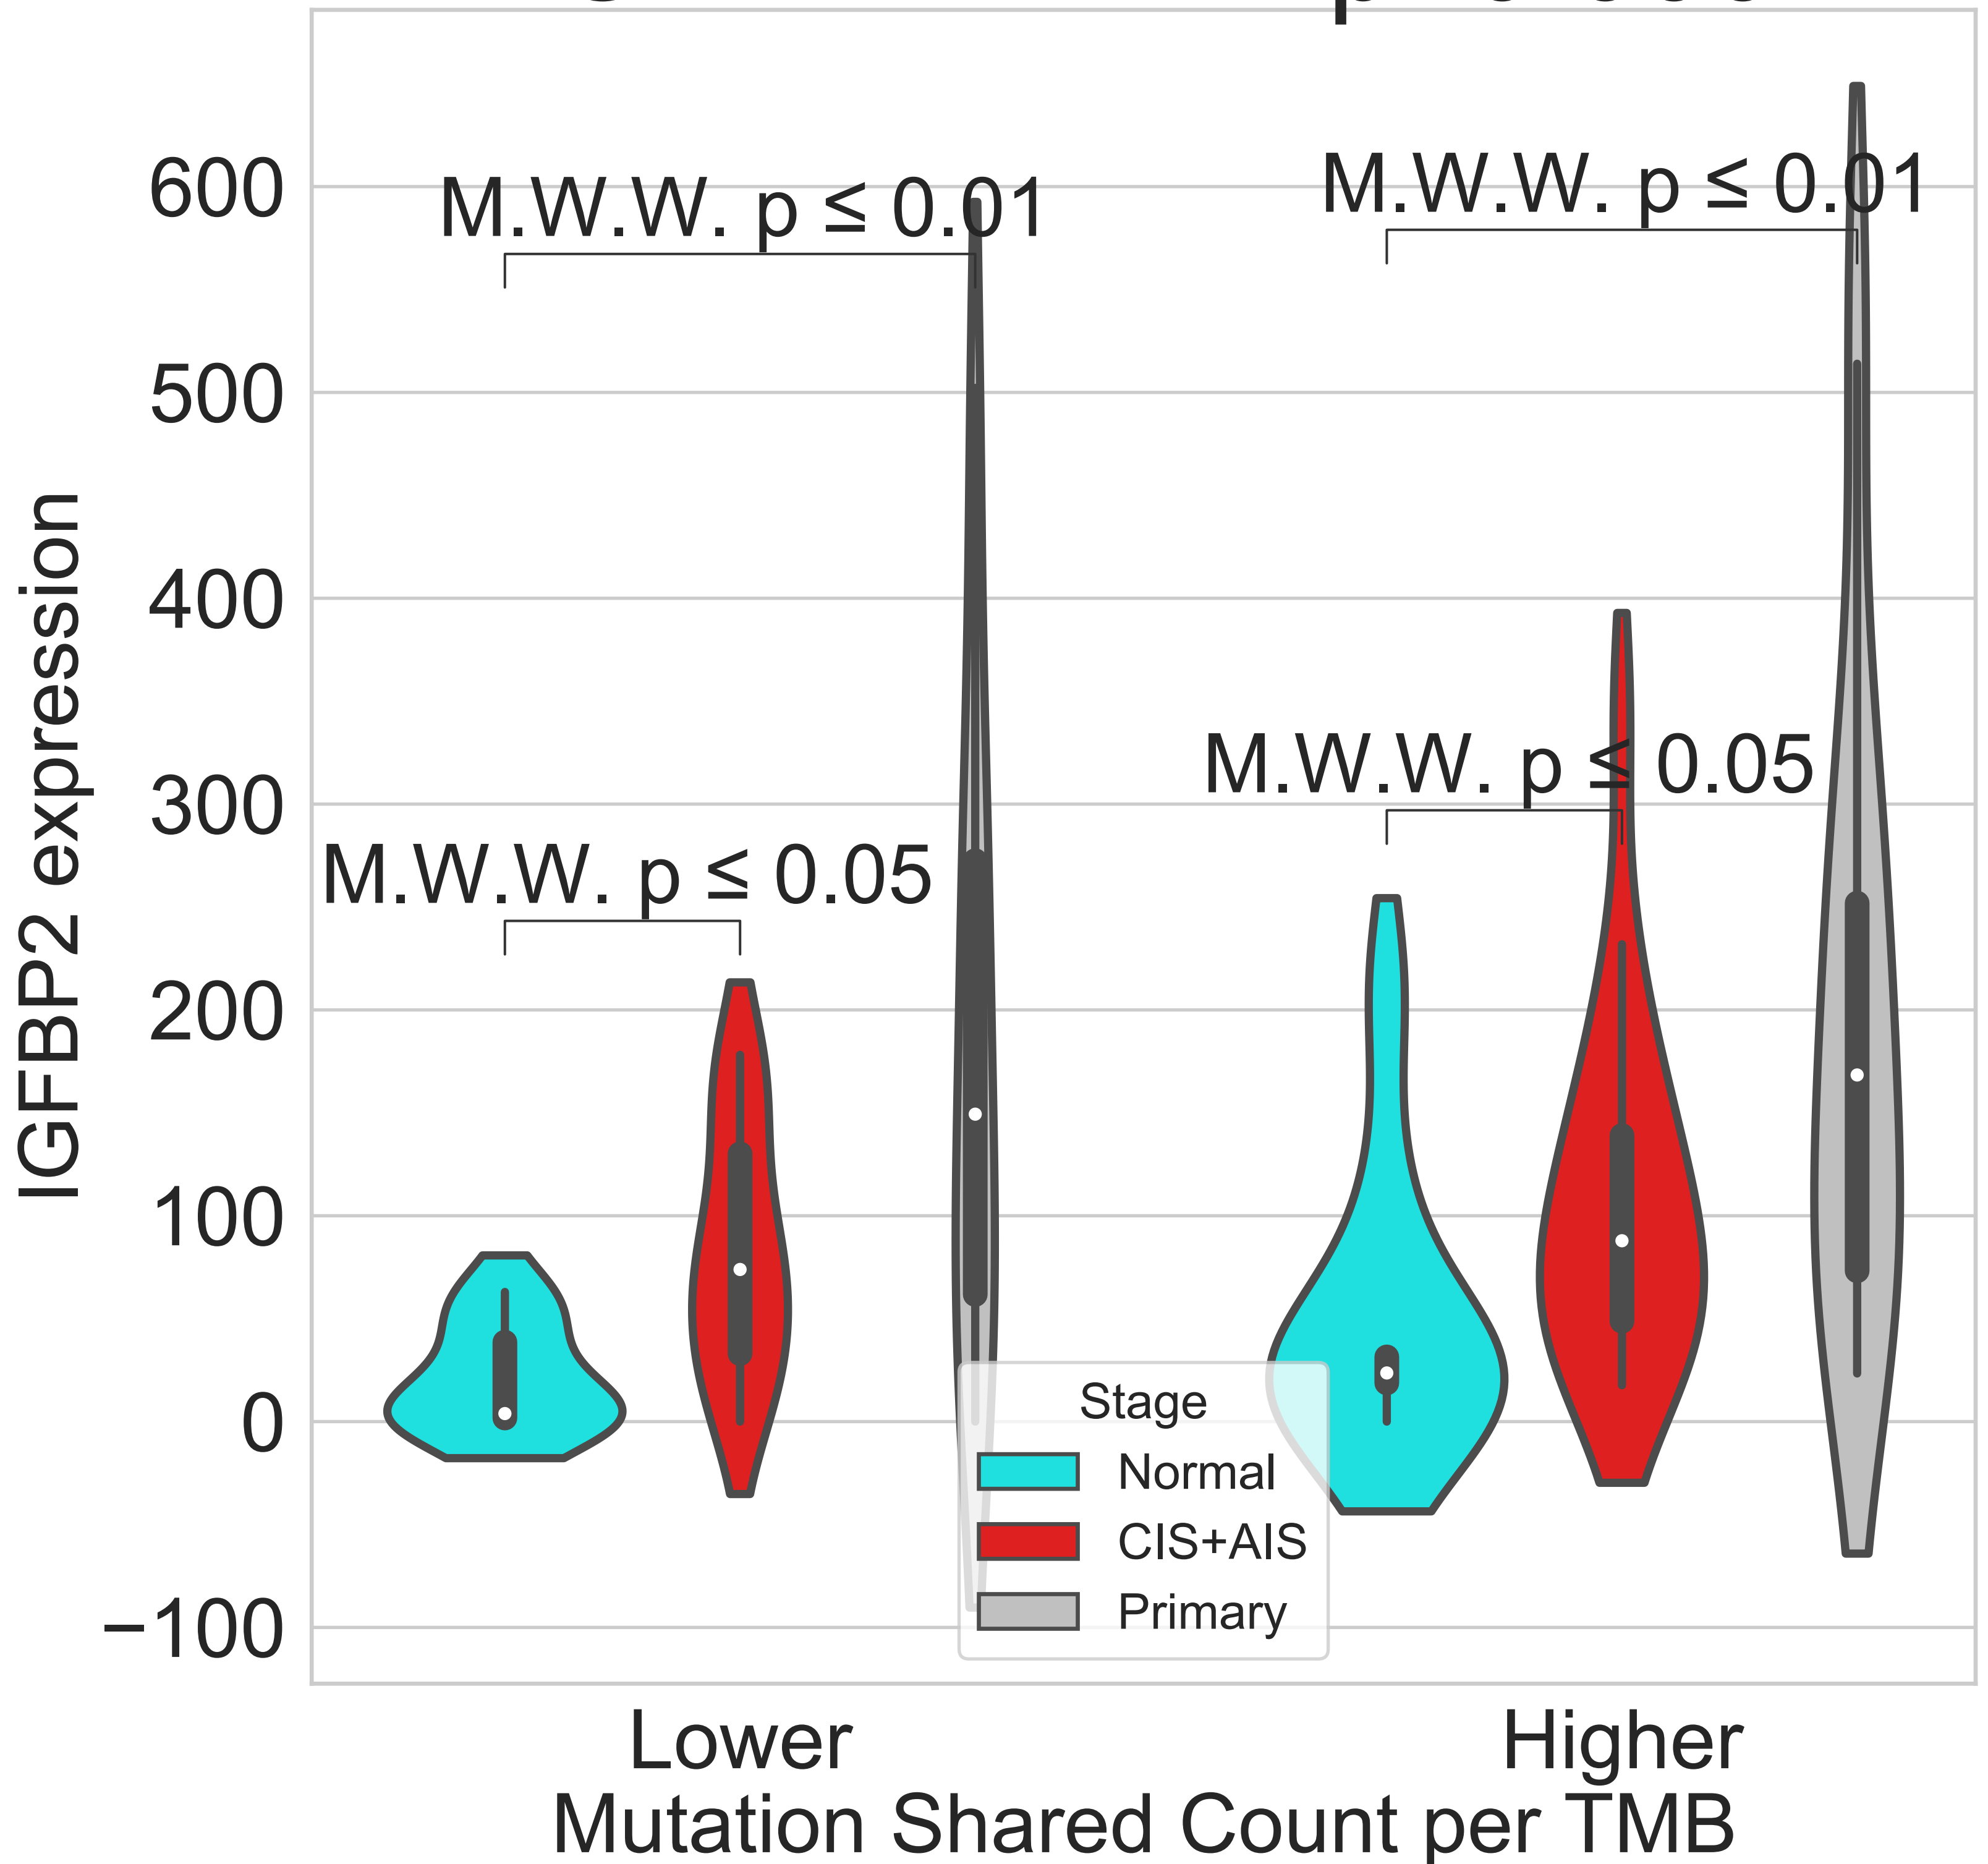 600
500
400
300
200
100
0
−100
IGFBP2 expression
M.W.W. p ≤ 0.01
M.W.W. p ≤ 0.01
M.W.W. p ≤ 0.05
M.W.W. p ≤ 0.05
Stage
Normal
CIS+AIS
Primary
Lower
Higher
Mutation Shared Count per TMB